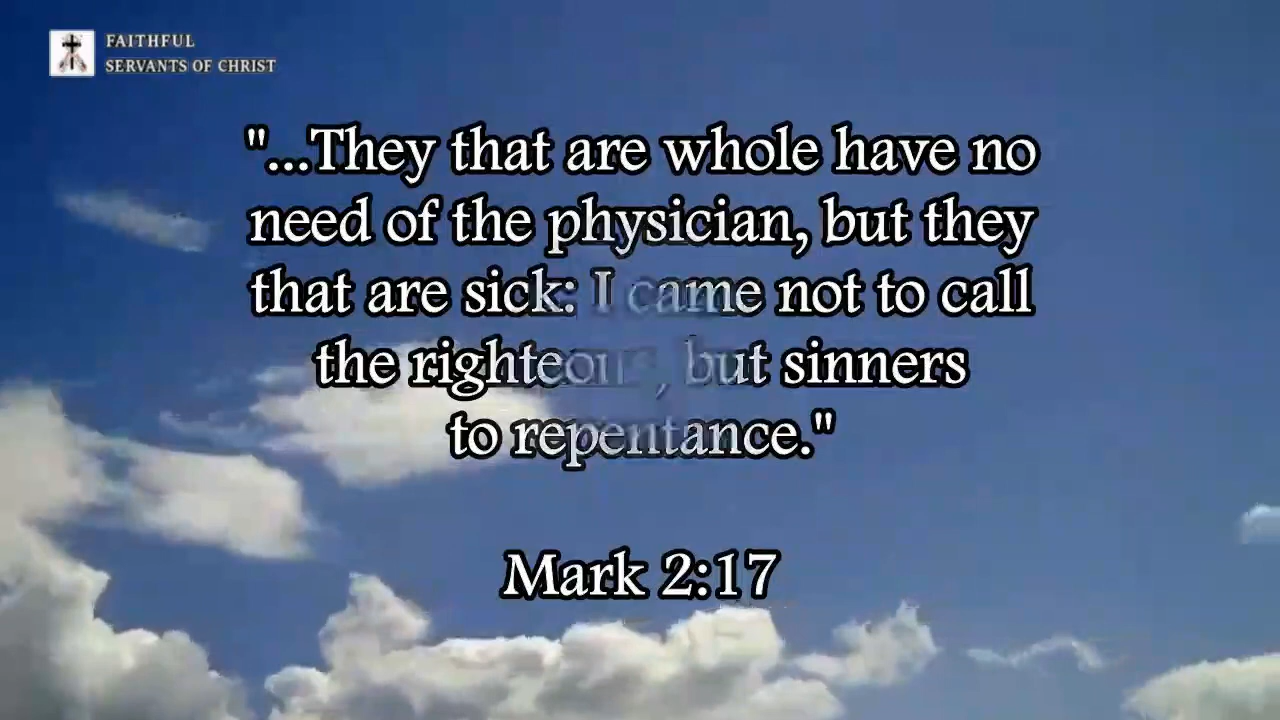 FAITHFUL
SERVANTS OF CHRIST
"...They that are whole have no
need of the physician, but they
that are sick: I came not to call
the righteous, but sinners
to repentance."
Mark 2:17